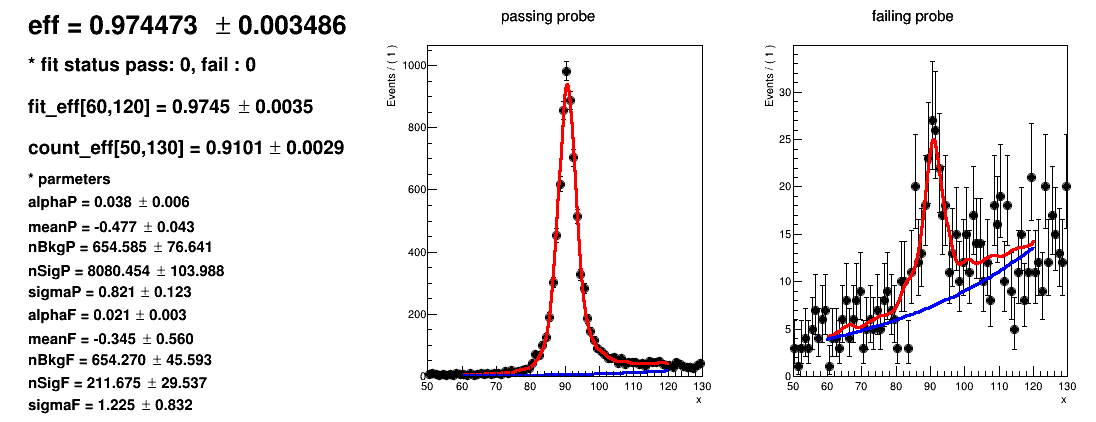 eff = 0.974473 ± 0.003486
* fit status pass: 0, fail : 0
fit_eff[60,120] = 0.9745 ± 0.0035
count_eff[50,130] = 0.9101 ± 0.0029
* parmeters
alphaP = 0.038 ± 0.006
meanP = -0.477 ± 0.043
nBkgP = 654.585 ± 76.641
nSigP = 8080.454 ± 103.988
sigmaP = 0.821 ± 0.123
alphaF = 0.021 ± 0.003
meanF = -0.345 ± 0.560
nBkgF = 654.270 ± 45.593
nSigF = 211.675 ± 29.537
sigmaF = 1.225 ± 0.832
passing probe
Events / ( 1 )
1000
800
600
400
200
0
50 60 70 80 90 100 110 120 130
x
failing probe
Events / ( 1 )
30
25
20
15
10
5
0
50 60 70 80 90 100 110 120 130
x